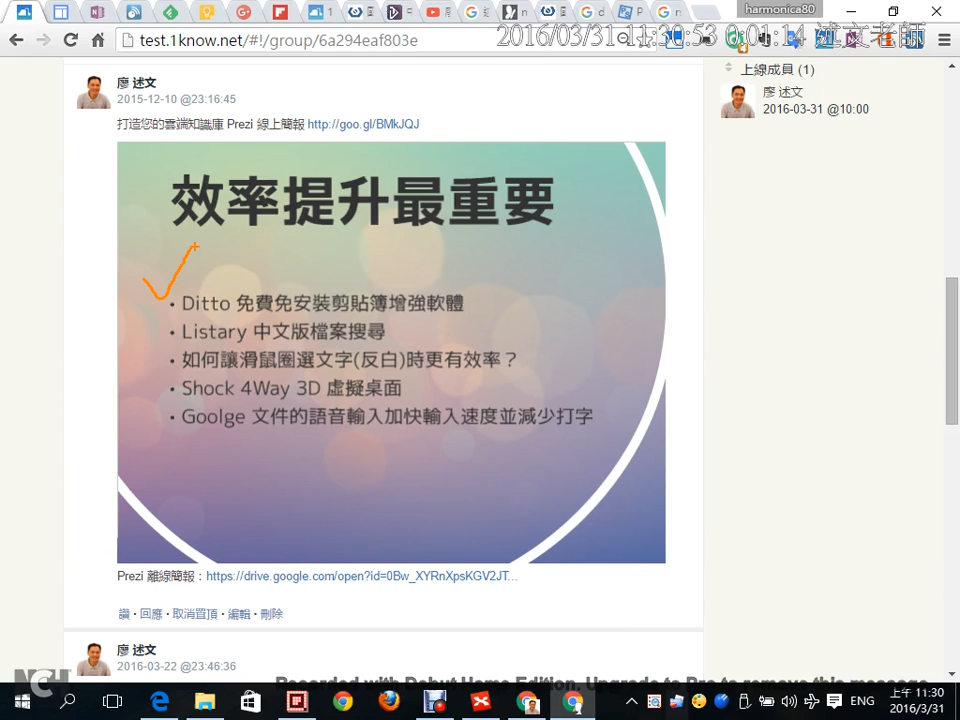 harmonica80
test.1know.net/#!/group/6a294eaf803e
2016/03/31 11:30:53 0:01:14 述文老師
廖 述文
2015-12-10 @23:16:45
打造您的雲端知識庫 Prezi 線上簡報 http://goo.gl/BMkJQJ
效率提升最重要
• Ditto 免費免安裝剪貼簿增強軟體
• Listary 中文版檔案搜尋
• 如何讓滑鼠圈選文字(反白)時更有效率？
• Shock 4Way 3D 虛擬桌面
• Goolge 文件的語音輸入加快輸入速度並減少打字
Prezi 離線簡報：https://drive.google.com/open?id=0Bw_XYRnXpsKGV2JT...
讚 · 回應 · 取消置頂 · 編輯 · 刪除
廖 述文
2016-03-22 @23:46:36
上線成員 (1)
廖 述文
2016-03-31 @10:00
NCH
Recorded with Debut Home Edition. Upgrade to Pro to remove this message
ENG
上午 11:30
2016/3/31